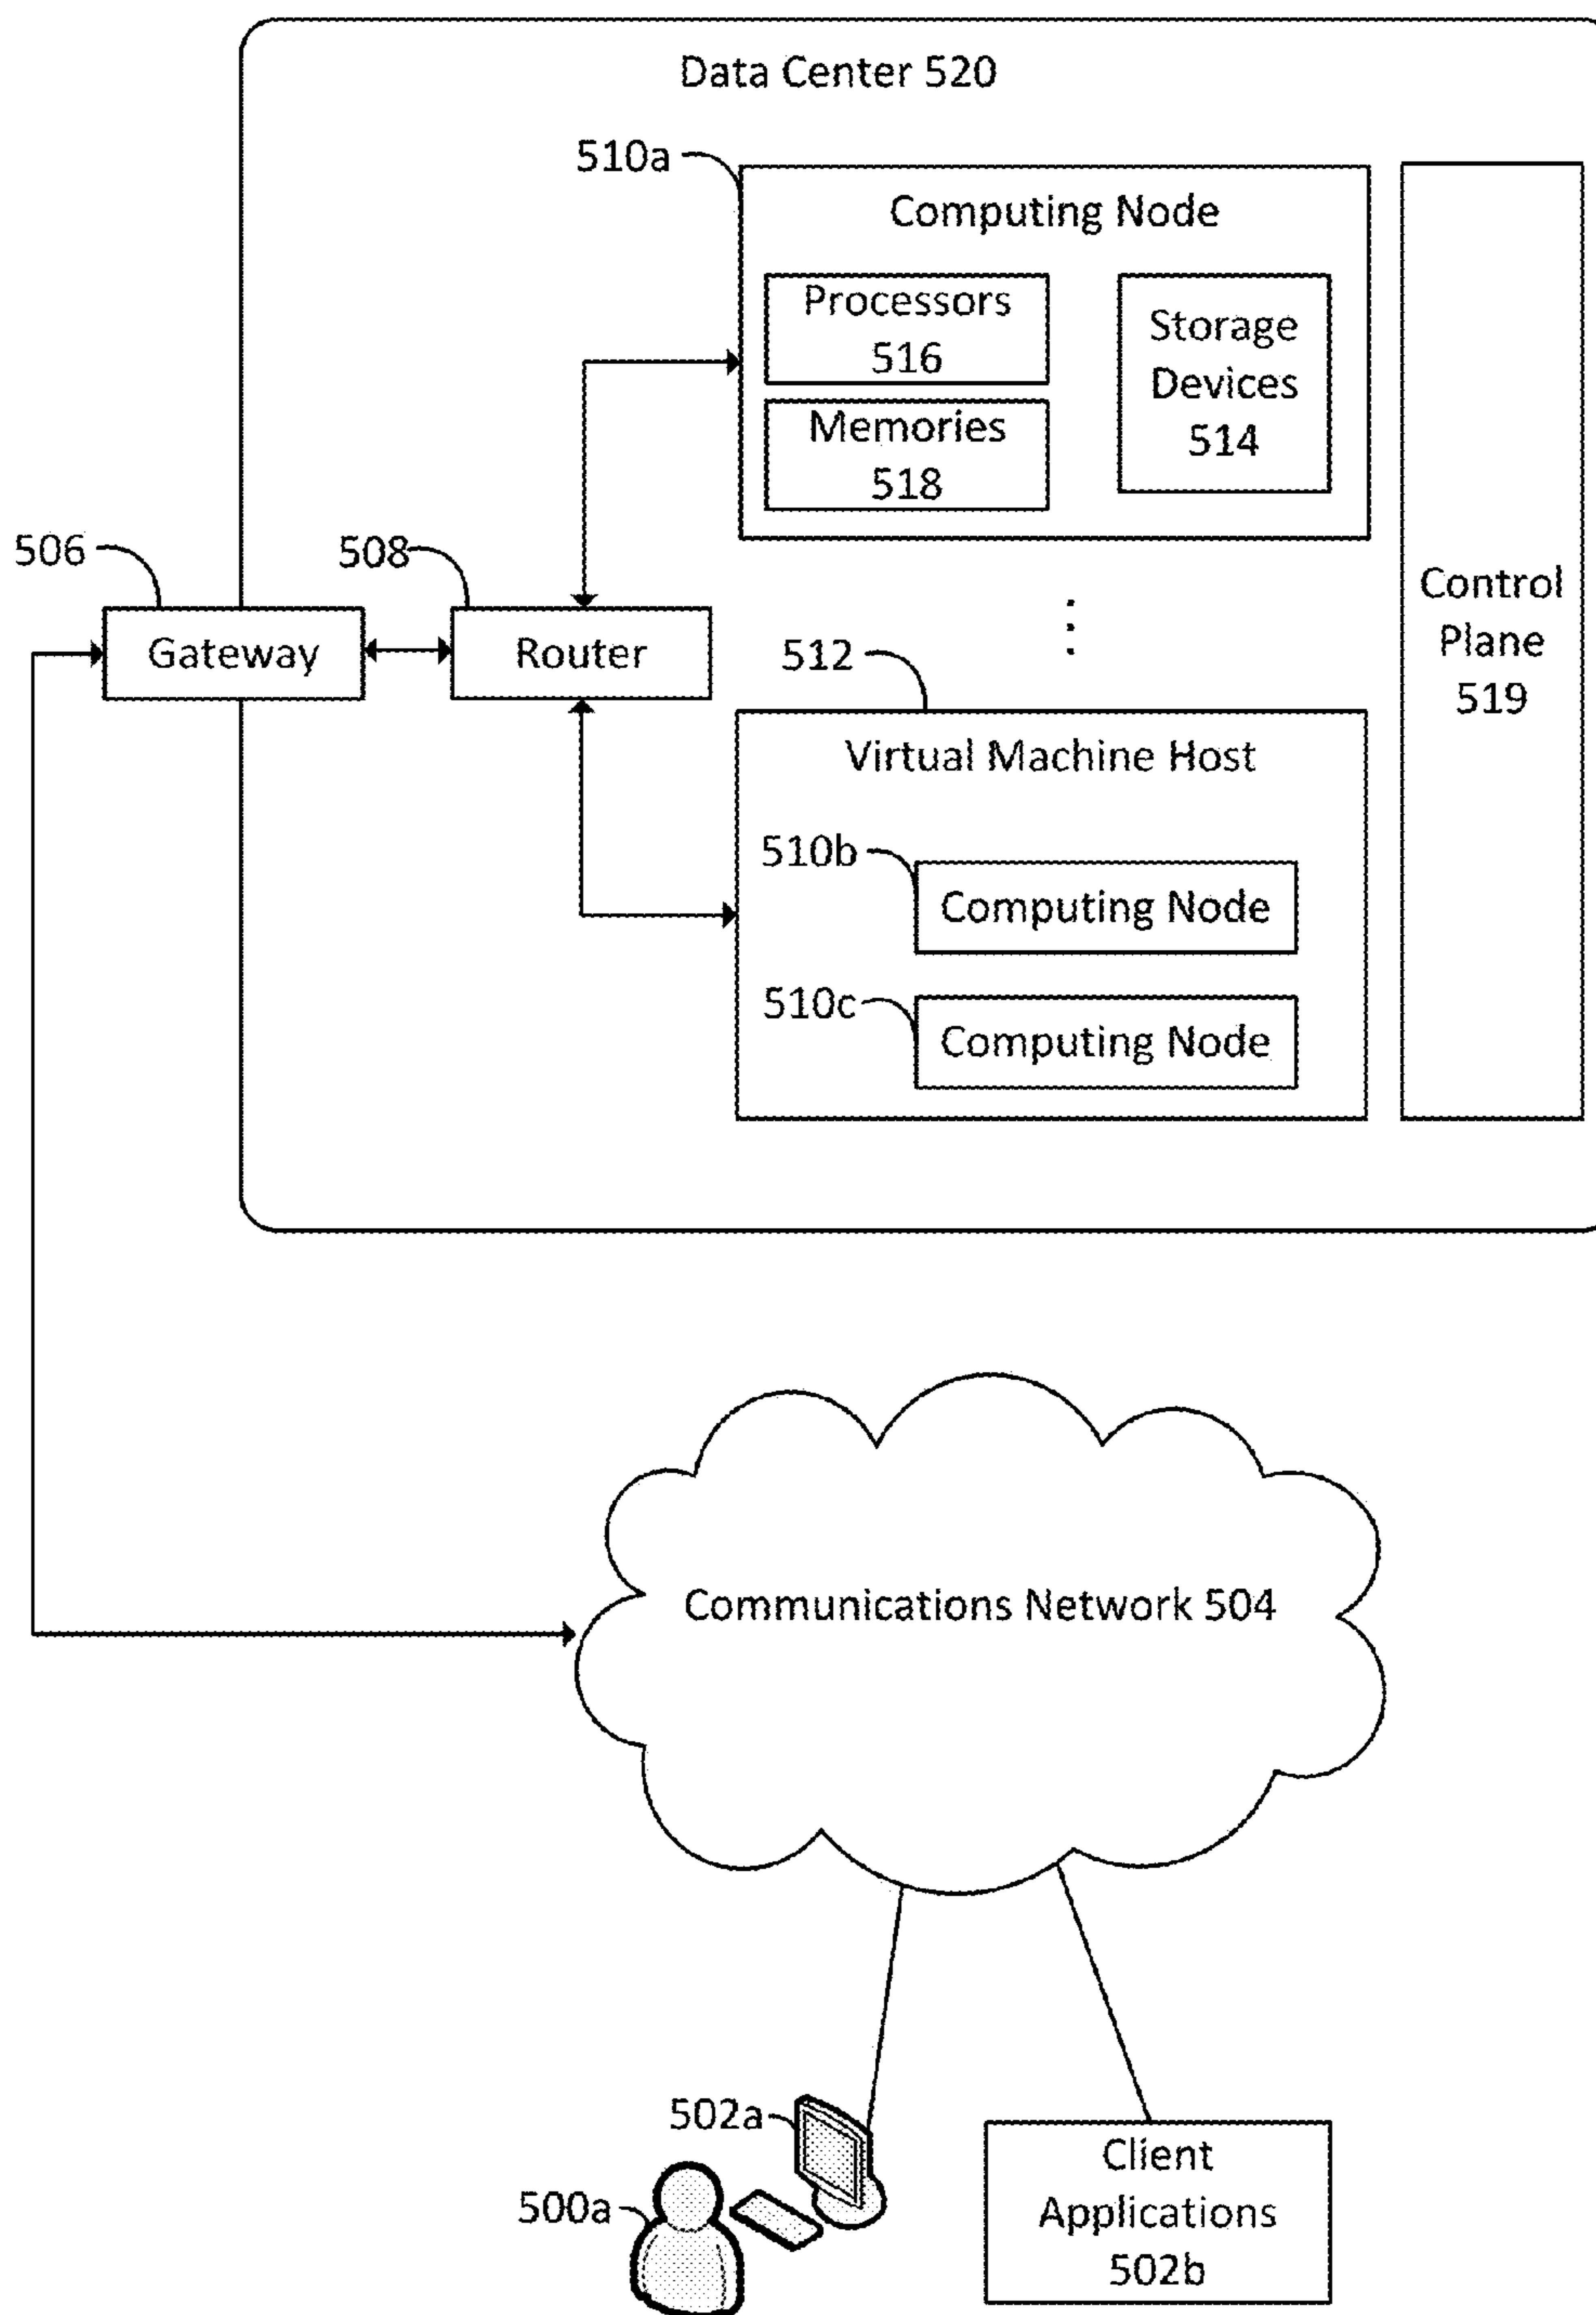 Data Center 520
510a
Computing Node
Processors
516
Memories
518
Storage
Devices
514
Control
Plane
519
506
Gateway
508
Router
512
Virtual Machine Host
510b
Computing Node
510c
Computing Node
Communications Network 504
502a
500a
Client
Applications
502b